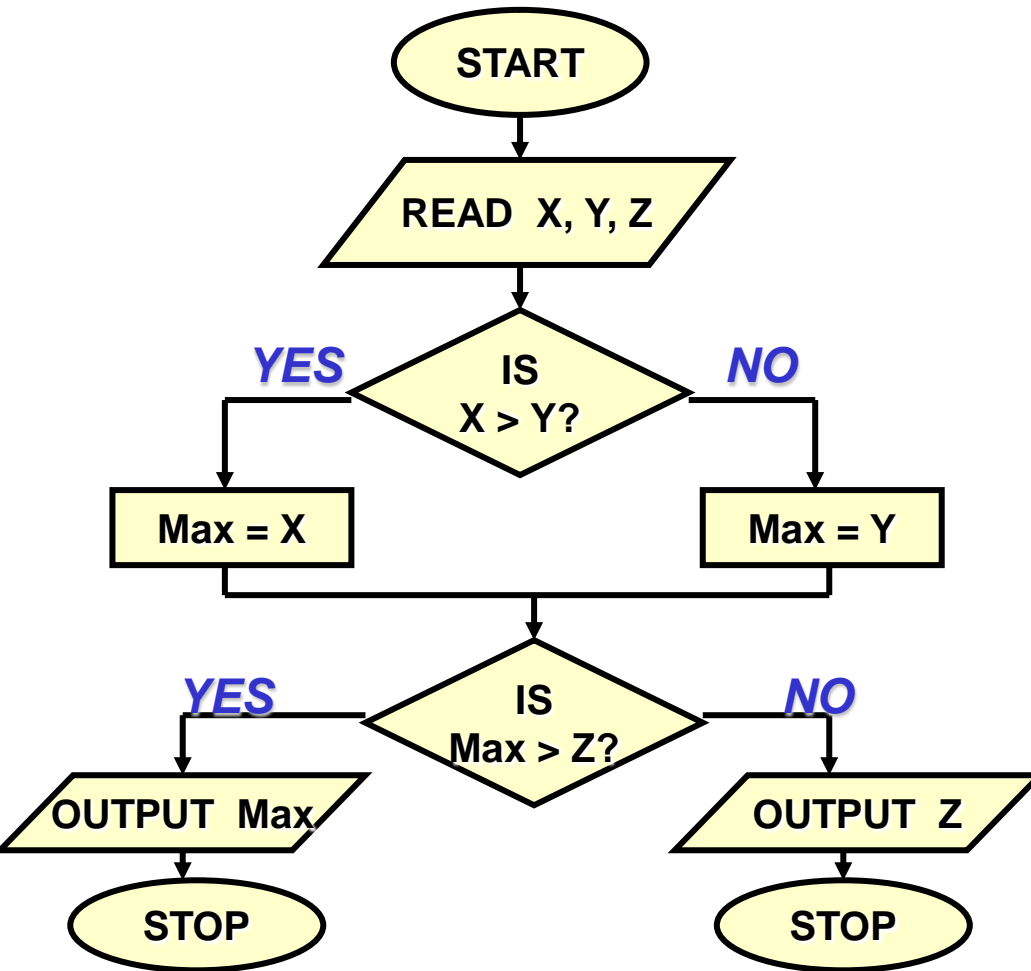 START
READ X, Y, Z
YES
IS
X > Y?
NO
Max = X
Max = Y
YES
IS
Max > Z?
NO
OUTPUT Max
OUTPUT Z
STOP
STOP